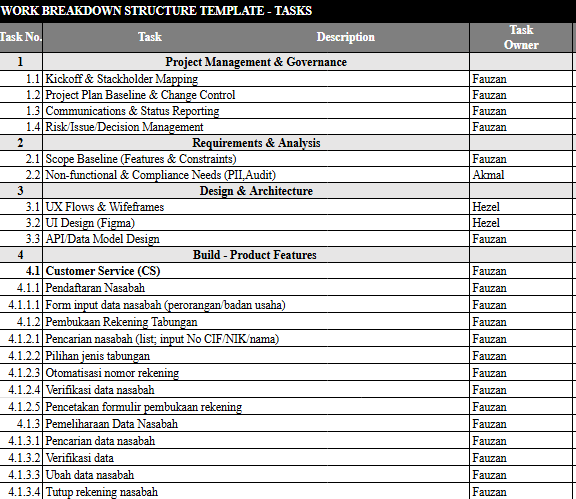 WORK BREAKDOWN STRUCTURE TEMPLATE - TASKS
Task No. Task Description Task Owner
1 Project Management & Governance
1.1 Kickoff & Stackholder Mapping Fauzan
1.2 Project Plan Baseline & Change Control Fauzan
1.3 Communications & Status Reporting Fauzan
1.4 Risk/Issue/Decision Management Fauzan
2 Requirements & Analysis
2.1 Scope Baseline (Features & Constraints) Fauzan
2.2 Non-functional & Compliance Needs (PII,Audit) Akmal
3 Design & Architecture
3.1 UX Flows & Wifeframes Hezel
3.2 UI Design (Figma) Hezel
3.3 API/Data Model Design Fauzan
4 Build - Product Features
4.1 Customer Service (CS) Fauzan
4.1.1 Pendaftaran Nasabah Fauzan
4.1.1.1 Form input data nasabah (perorangan/badan usaha) Fauzan
4.1.2 Pembukaan Rekening Tabungan Fauzan
4.1.2.1 Pencarian nasabah (list; input No CIF/NIK/nama) Fauzan
4.1.2.2 Pilihan jenis tabungan Fauzan
4.1.2.3 Otomatisasi nomor rekening Fauzan
4.1.2.4 Verifikasi data nasabah Fauzan
4.1.2.5 Pencetakan formulir pembukaan rekening Fauzan
4.1.3 Pemeliharaan Data Nasabah Fauzan
4.1.3.1 Pencarian data nasabah Fauzan
4.1.3.2 Verifikasi data Fauzan
4.1.3.3 Ubah data nasabah Fauzan
4.1.3.4 Tutup rekening nasabah Fauzan